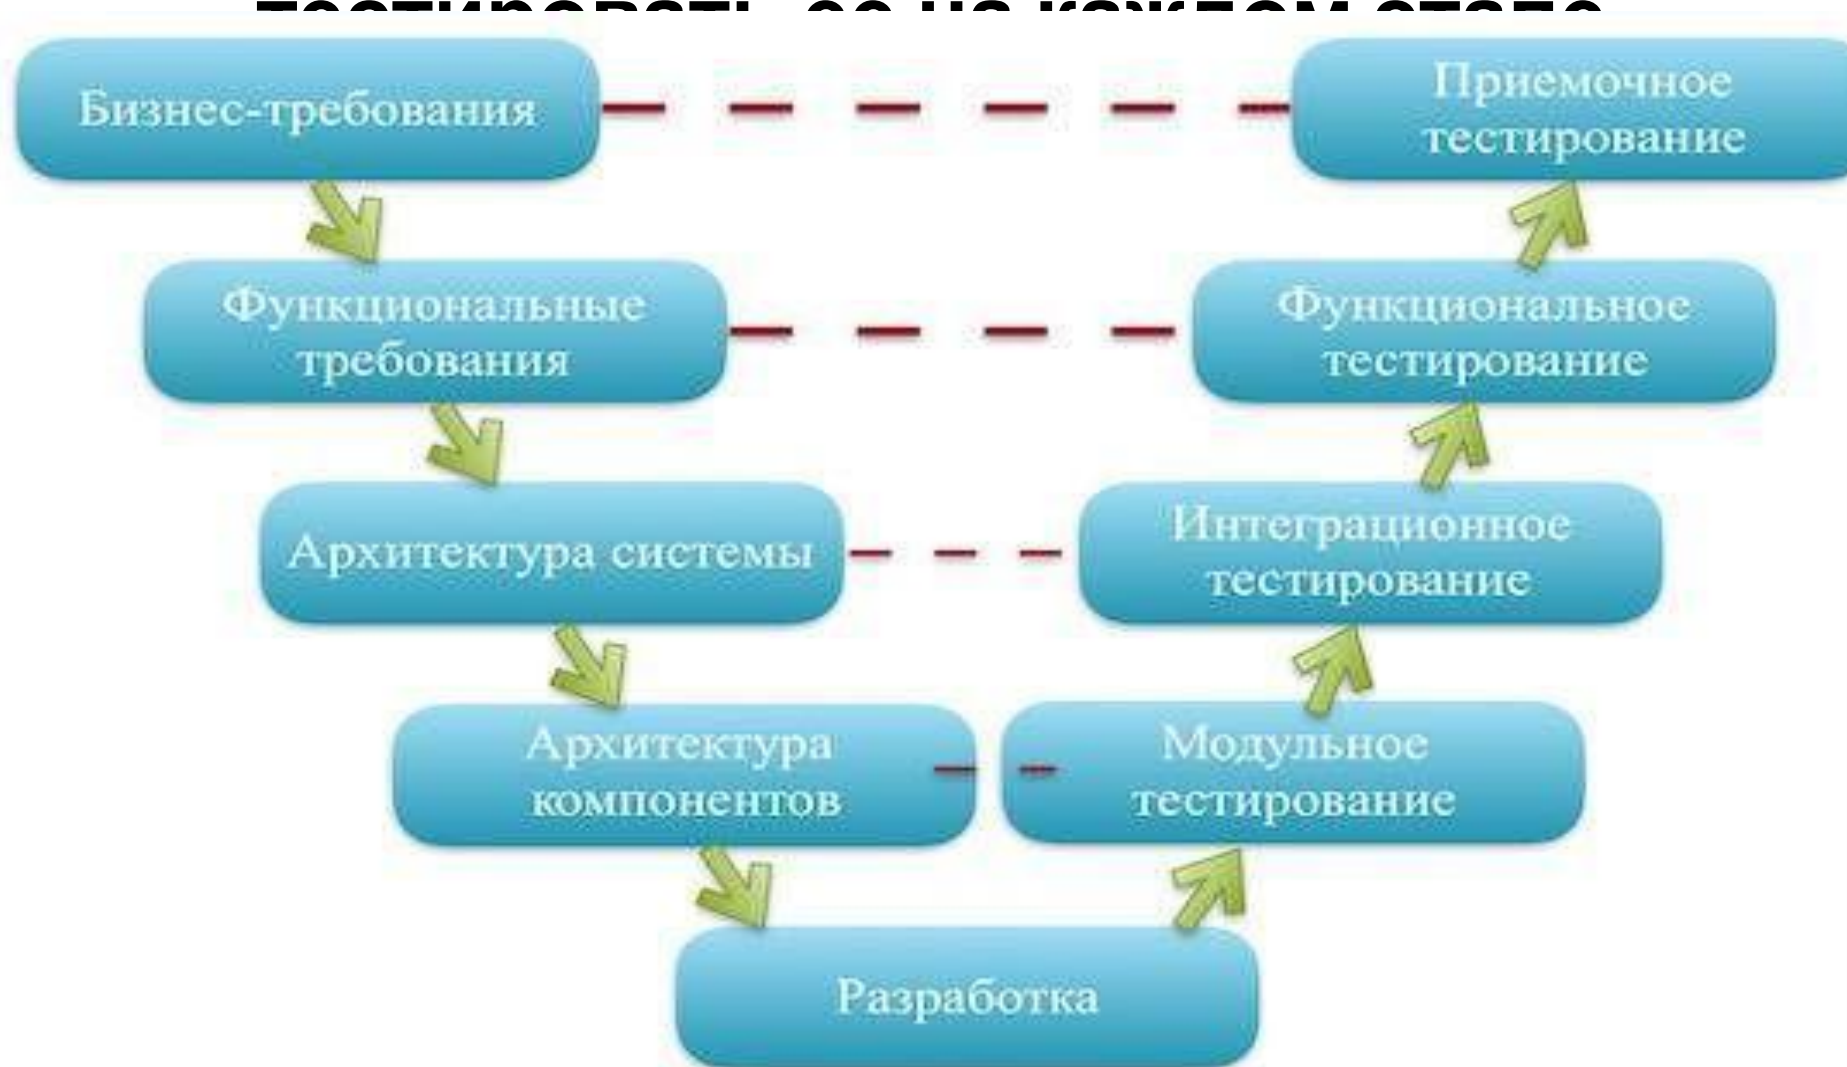 Бизнес-требования
Приемочное
тестирование
Функциональные
требования
Функциональное
тестирование
Архитектура системы
Интеграционное
тестирование
Архитектура
компонентов
Модульное
тестирование
Разработка